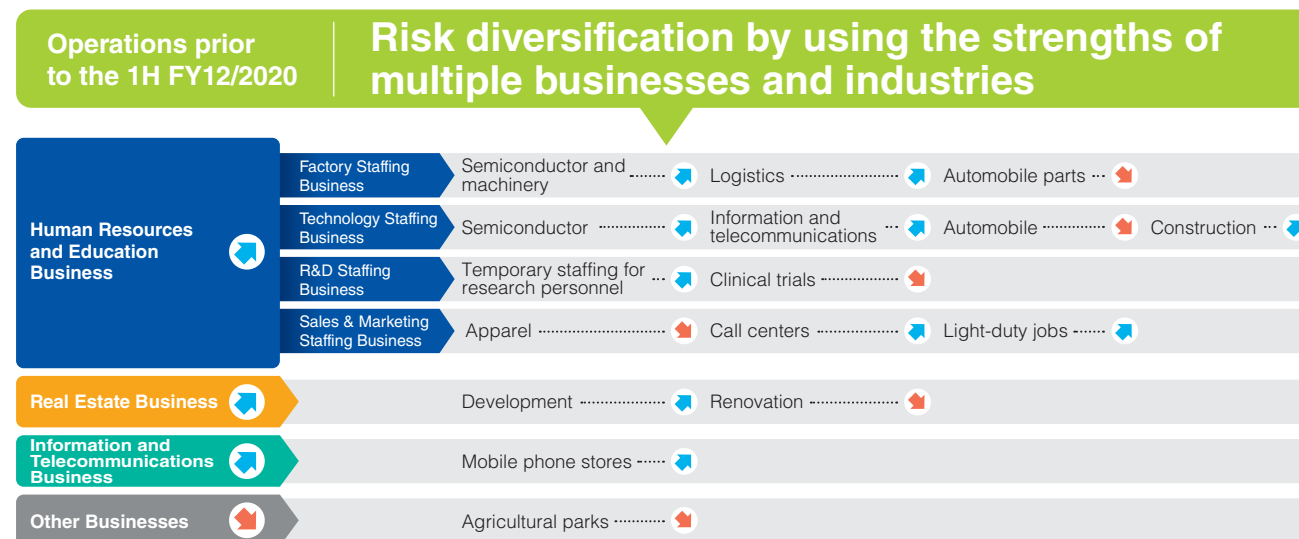 Operations prior
to the 1H FY12/2020
Risk diversification by using the strengths of
multiple businesses and industries
Human Resources
and Education
Business
Factory Staffing
Business
Semiconductor and
machinery
Logistics
Automobile parts
Technology Staffing
Business
Semiconductor
Information and
telecommunications
Automobile
Construction
R&D Staffing
Business
Temporary staffing for
research personnel
Clinical trials
Sales & Marketing
Staffing Business
Apparel
Call centers
Light-duty jobs
Real Estate Business
Development
Renovation
Information and
Telecommunications
Business
Mobile phone stores
Other Businesses
Agricultural parks